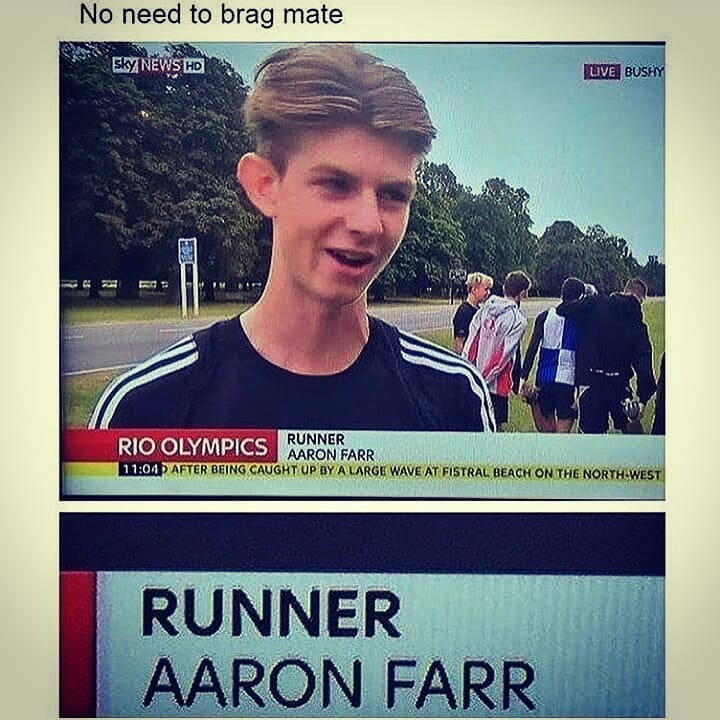 No need to brag mate
sky NEWS HD
LIVE BUSHY
RIO OLYMPICS
RUNNER
AARON FARR
11:04 AFTER BEING CAUGHT UP BY A LARGE WAVE AT FISTRAL BEACH ON THE NORTH-WEST
RUNNER
AARON FARR